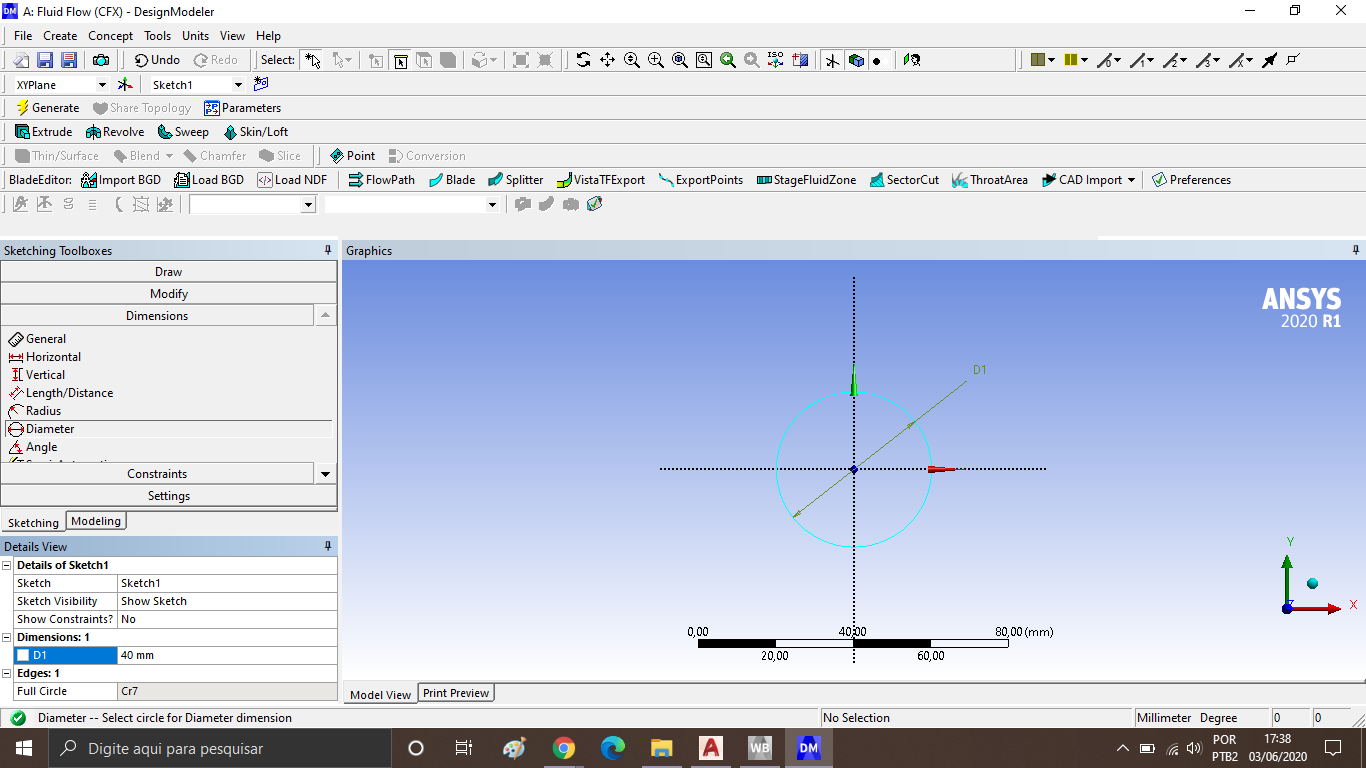 A: Fluid Flow (CFX) - DesignModeler
File Create Concept Tools Units View Help
Undo Redo Select: ISO
XYPlane Sketch1
Generate Share Topology Parameters
Extrude Revolve Sweep Skin/Loft
Thin/Surface Blend Chamfer Slice Point Conversion
BladeEditor: Import BGD Load BGD Load NDF FlowPath Blade Splitter VistaTFExport ExportPoints StageFluidZone SectorCut ThroatArea CAD Import Preferences
Sketching Toolboxes
Draw
Modify
Dimensions
General
Horizontal
Vertical
Length/Distance
Radius
Diameter
Angle
Constraints
Settings
Sketching Modeling
Details View
Details of Sketch1
Sketch Sketch1
Sketch Visibility Show Sketch
Show Constraints? No
Dimensions: 1
D1 40 mm
Edges: 1
Full Circle Cr7
Graphics
ANSYS
2020 R1
D1
Y
X
0,00 40,00 80,00 (mm)
20,00 60,00
Model View Print Preview
Diameter -- Select circle for Diameter dimension No Selection Millimeter Degree 0 0
Digite aqui para pesquisar
A WB DM
POR
PTB2
17:38
03/06/2020